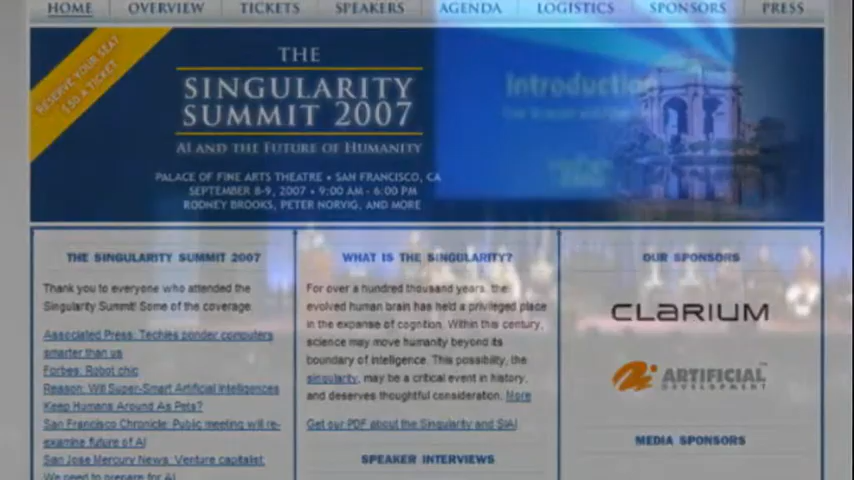 HOME OVERVIEW TICKETS SPEAKERS AGENDA LOGISTICS SPONSORS PRESS
RESERVE YOUR SEAT
$50 A TICKET
THE
SINGULARITY
SUMMIT 2007
AI AND THE FUTURE OF HUMANITY
PALACE OF FINE ARTS THEATRE • SAN FRANCISCO, CA
SEPTEMBER 8-9, 2007 • 9:00 AM - 6:00 PM
RODNEY BROOKS, PETER NORVIG, AND MORE
Introduction
THE SINGULARITY SUMMIT 2007
Thank you to everyone who attended the
Singularity Summit! Some of the coverage:
Associated Press: Techies ponder computers
smarter than us
Forbes: Robot chic
Reason: Will Super-Smart Artificial Intelligences
Keep Humans Around As Pets?
San Francisco Chronicle: Public meeting will re-
examine future of AI
San Jose Mercury News: Venture capitalist:
We need to prepare for AI
WHAT IS THE SINGULARITY?
For over a hundred thousand years, the
evolved human brain has held a privileged place
in the expanse of cognition. Within this century,
science may move humanity beyond its
boundary of intelligence. This possibility, the
singularity, may be a critical event in history,
and deserves thoughtful consideration. More
Get our PDF about the Singularity and SIAI
SPEAKER INTERVIEWS
OUR SPONSORS
CLARIUM
ARTIFICIAL
DEVELOPMENT
MEDIA SPONSORS